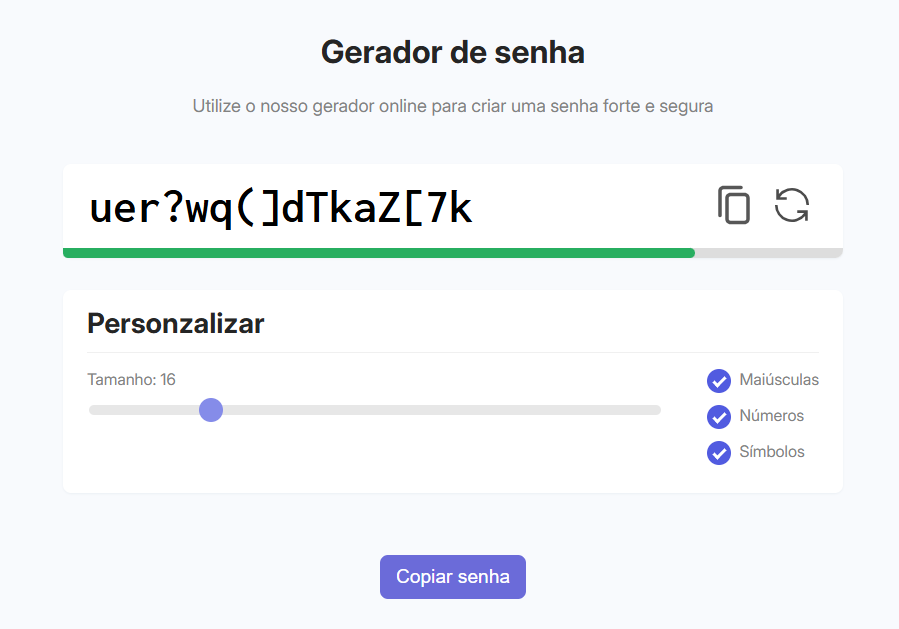 Gerador de senha
Utilize o nosso gerador online para criar uma senha forte e segura
uer?wq(]dTkaZ[7k
Personzalizar
Tamanho: 16
Maiúsculas
Números
Símbolos
Copiar senha